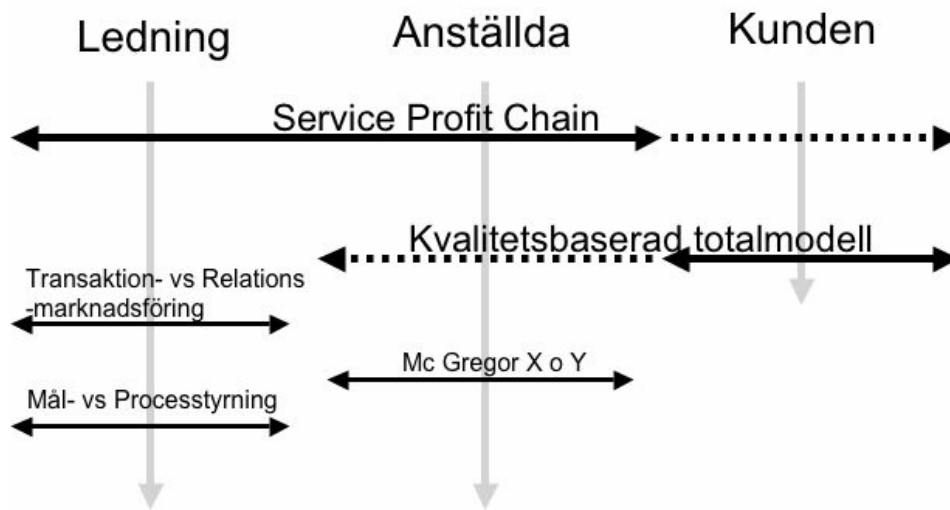 Ledning
Anställda
Kunden
Service Profit Chain
Kvalitetsbaserad totalmodell
Transaktion- vs Relations
-marknadsföring
Mc Gregor X o Y
Mål- vs Processtyrning